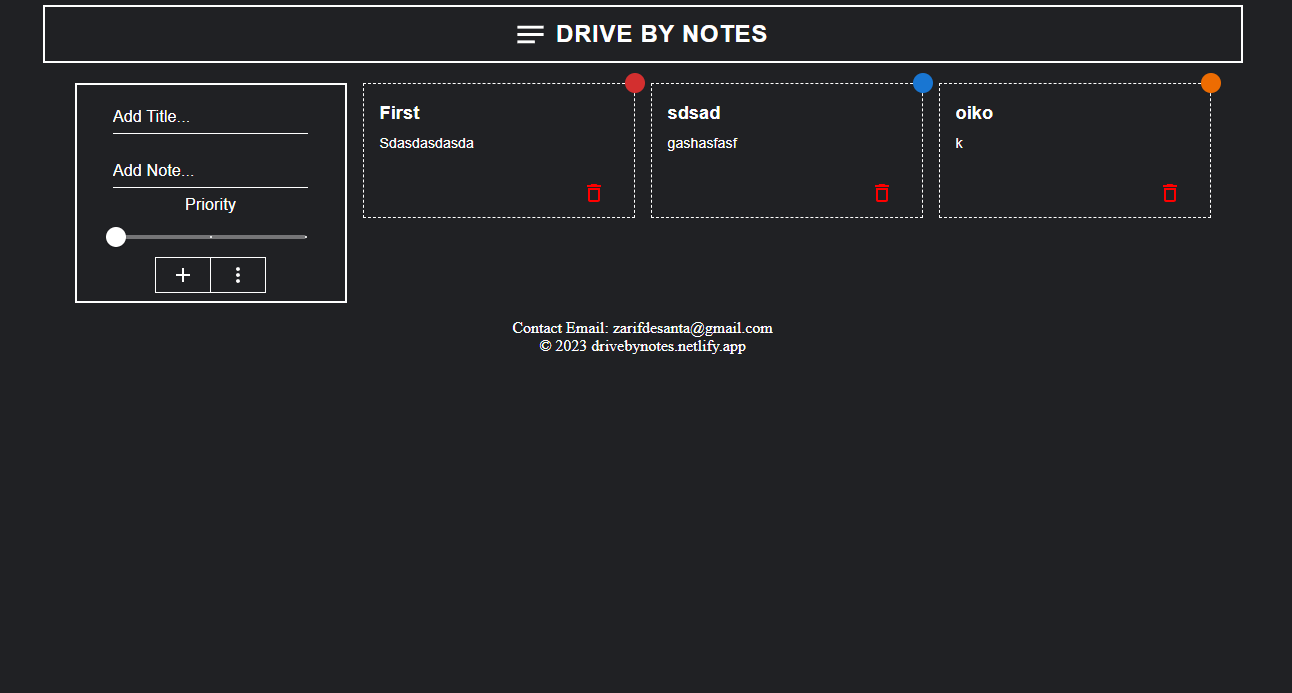 DRIVE BY NOTES
Add Title...
Add Note...
Priority
First
Sdasdasdasda
sdsad
gashasfasf
oiko
k
Contact Email: zarifdesanta@gmail.com
© 2023 drivebynotes.netlify.app